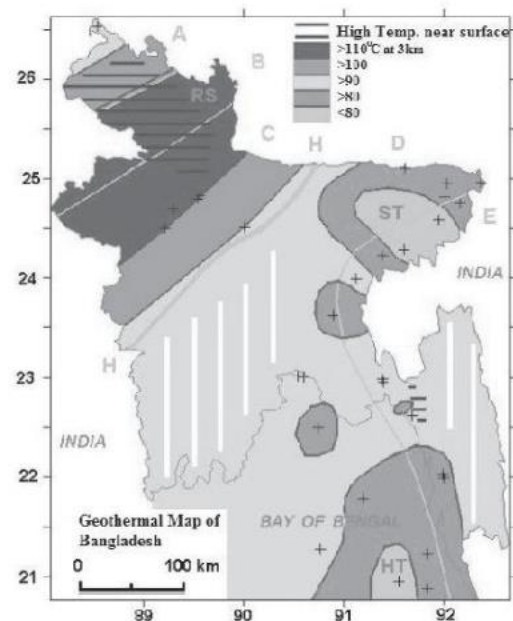 High Temp. near surface
>110°C at 3km
>100
>90
>80
<80
A
B
RS
C
H
D
ST
E
INDIA
H
INDIA
BAY OF BENGAL
HT
Geothermal Map of
Bangladesh
0 100 km
26
25
24
23
22
21
89 90 91 92